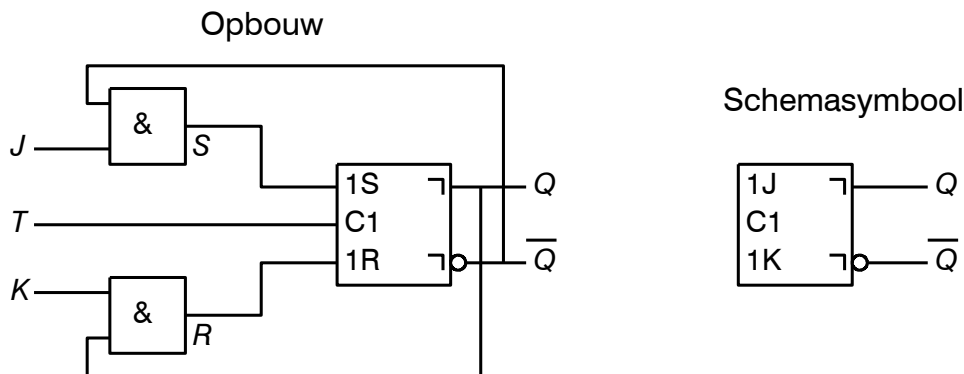 Opbouw
&
J
S
1S ¬ Q
T
C1
1R ¬ Q̅
K
&
R
Schemasymbool
1J ¬ Q
C1
1K ¬ Q̅